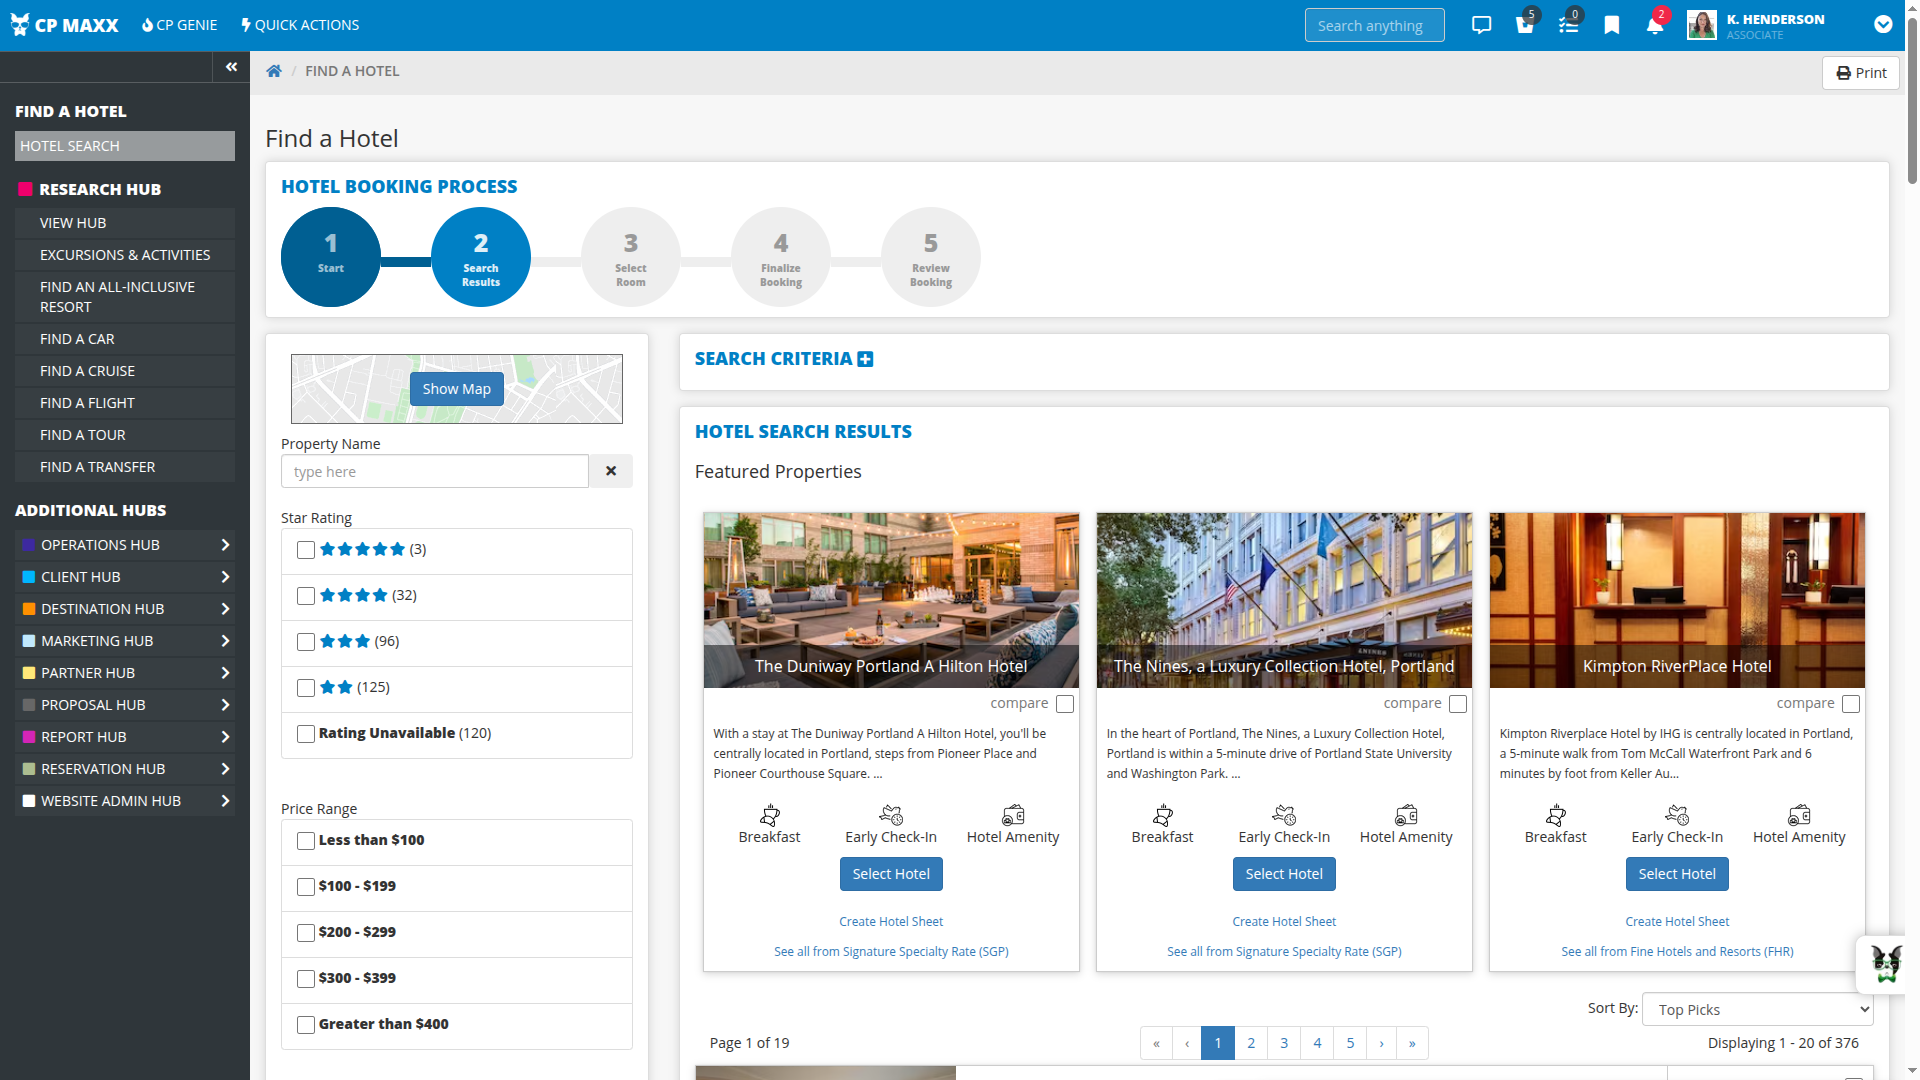 CP MAXX
CP GENIE
QUICK ACTIONS
Search anything
5
0
2
K. HENDERSON
ASSOCIATE
«
/ FIND A HOTEL
Print
FIND A HOTEL
HOTEL SEARCH
RESEARCH HUB
VIEW HUB
EXCURSIONS & ACTIVITIES
FIND AN ALL-INCLUSIVE
RESORT
FIND A CAR
FIND A CRUISE
FIND A FLIGHT
FIND A TOUR
FIND A TRANSFER
ADDITIONAL HUBS
OPERATIONS HUB
CLIENT HUB
DESTINATION HUB
MARKETING HUB
PARTNER HUB
PROPOSAL HUB
REPORT HUB
RESERVATION HUB
WEBSITE ADMIN HUB
Find a Hotel
HOTEL BOOKING PROCESS
1
Start
2
Search
Results
3
Select
Room
4
Finalize
Booking
5
Review
Booking
Show Map
Property Name
type here
Star Rating
(3)
(32)
(96)
(125)
Rating Unavailable (120)
Price Range
Less than $100
$100 - $199
$200 - $299
$300 - $399
Greater than $400
SEARCH CRITERIA
HOTEL SEARCH RESULTS
Featured Properties
The Duniway Portland A Hilton Hotel
compare
With a stay at The Duniway Portland A Hilton Hotel, you'll be
centrally located in Portland, steps from Pioneer Place and
Pioneer Courthouse Square. ...
Breakfast
Early Check-In
Hotel Amenity
Select Hotel
Create Hotel Sheet
See all from Signature Specialty Rate (SGP)
The Nines, a Luxury Collection Hotel, Portland
compare
In the heart of Portland, The Nines, a Luxury Collection Hotel,
Portland is within a 5-minute drive of Portland State University
and Washington Park. ...
Breakfast
Early Check-In
Hotel Amenity
Select Hotel
Create Hotel Sheet
See all from Signature Specialty Rate (SGP)
Kimpton RiverPlace Hotel
compare
Kimpton Riverplace Hotel by IHG is centrally located in Portland,
a 5-minute walk from Tom McCall Waterfront Park and 6
minutes by foot from Keller Au...
Breakfast
Early Check-In
Hotel Amenity
Select Hotel
Create Hotel Sheet
See all from Fine Hotels and Resorts (FHR)
Sort By:
Top Picks
Page 1 of 19
« ‹ 1 2 3 4 5 › »
Displaying 1 - 20 of 376